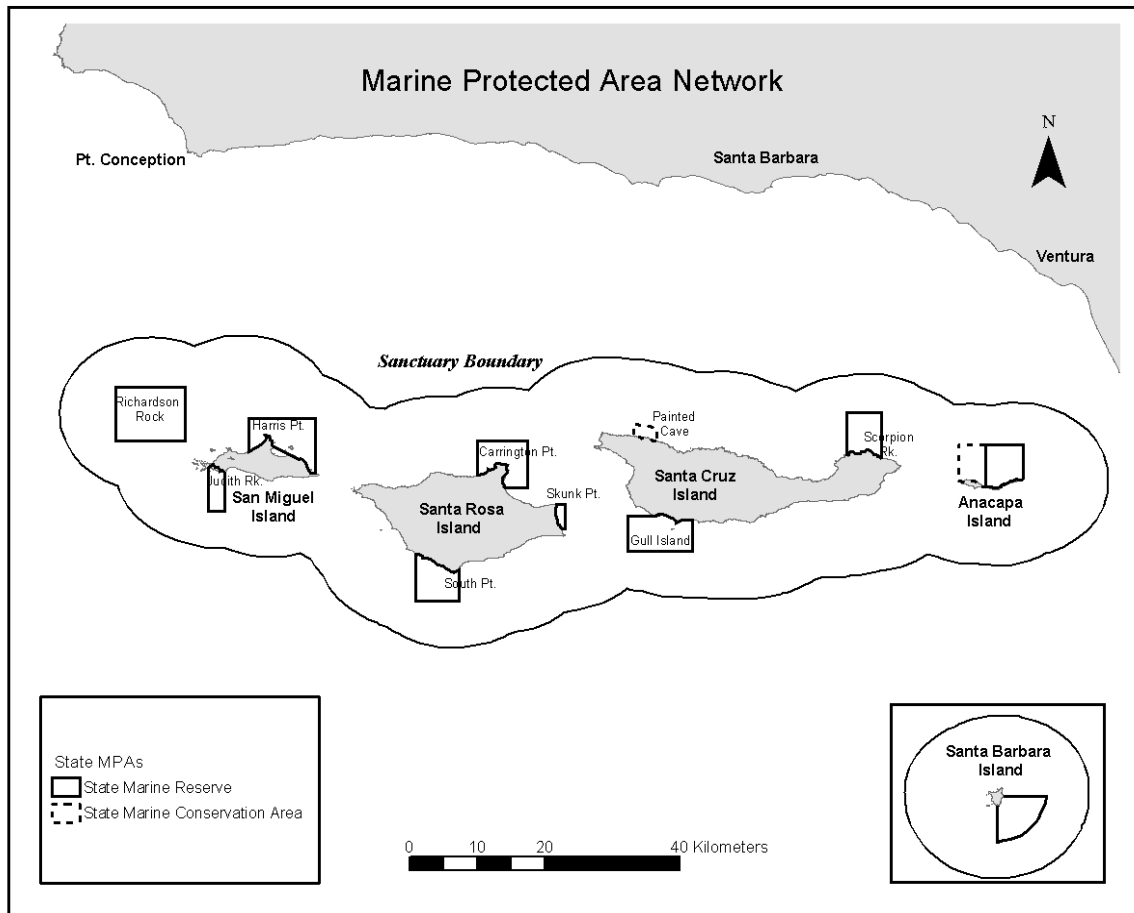 Marine Protected Area Network
N
Pt. Conception
Santa Barbara
Ventura
Sanctuary Boundary
Richardson
Rock
Harris Pt.
Judith Rk.
San Miguel
Island
Carrington Pt.
Skunk Pt.
Santa Rosa
Island
South Pt.
Painted
Cave
Santa Cruz
Island
Gull Island
Scorpion
Rk.
Anacapa
Island
State MPAs
State Marine Reserve
State Marine Conservation Area
0 10 20 40 Kilometers
Santa Barbara
Island